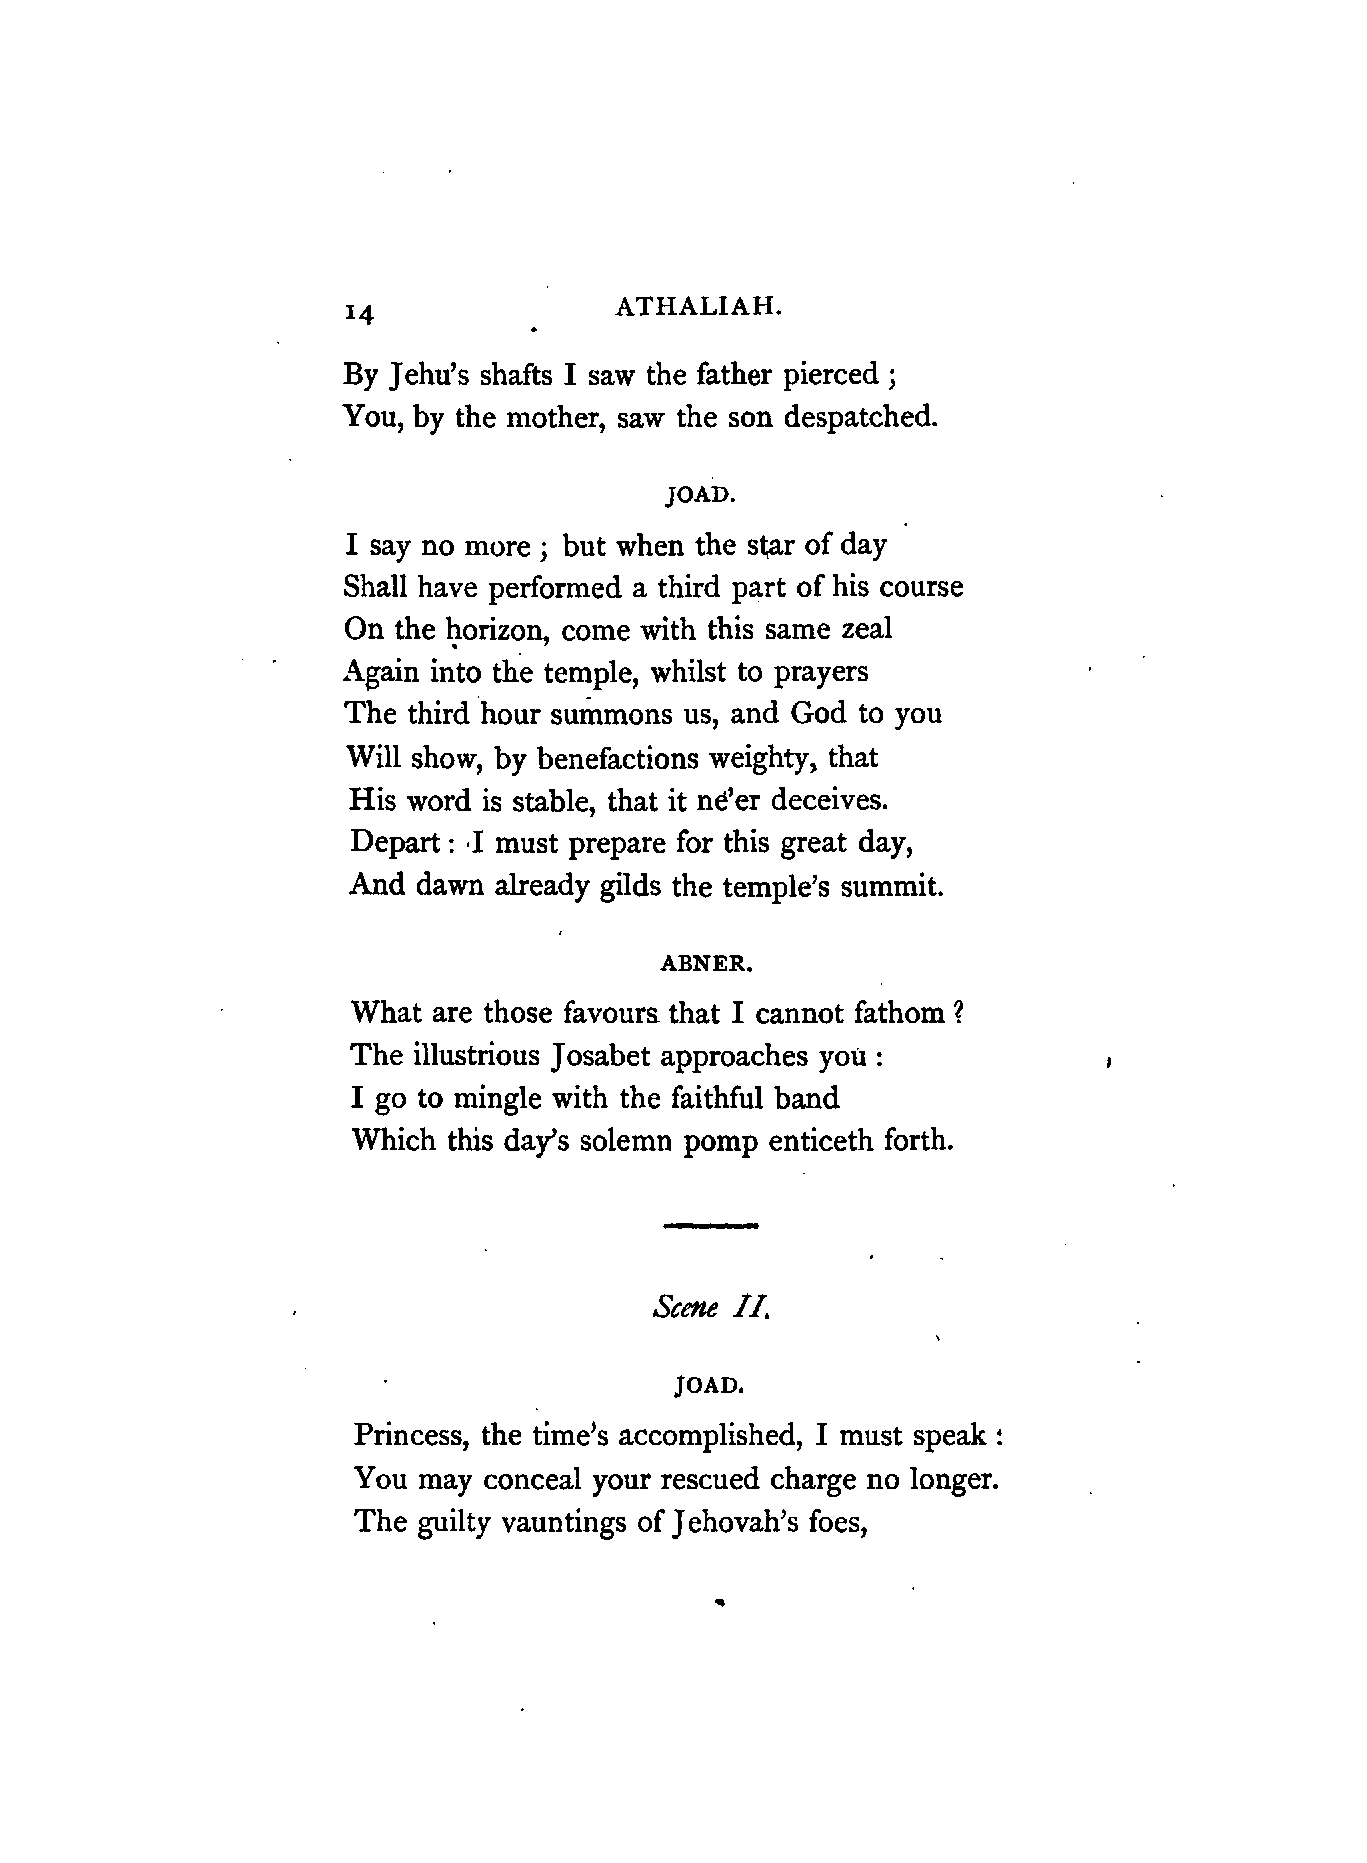 14 ATHALIAH.
By Jehu's shafts I saw the father pierced ;
You, by the mother, saw the son despatched.
JOAD.
I say no more ; but when the star of day
Shall have performed a third part of his course
On the horizon, come with this same zeal
Again into the temple, whilst to prayers
The third hour summons us, and God to you
Will show, by benefactions weighty, that
His word is stable, that it ne'er deceives.
Depart : I must prepare for this great day,
And dawn already gilds the temple's summit.
ABNER.
What are those favours that I cannot fathom ?
The illustrious Josabet approaches you :
I go to mingle with the faithful band
Which this day's solemn pomp enticeth forth.
Scene II.
JOAD.
Princess, the time's accomplished, I must speak :
You may conceal your rescued charge no longer.
The guilty vauntings of Jehovah's foes,